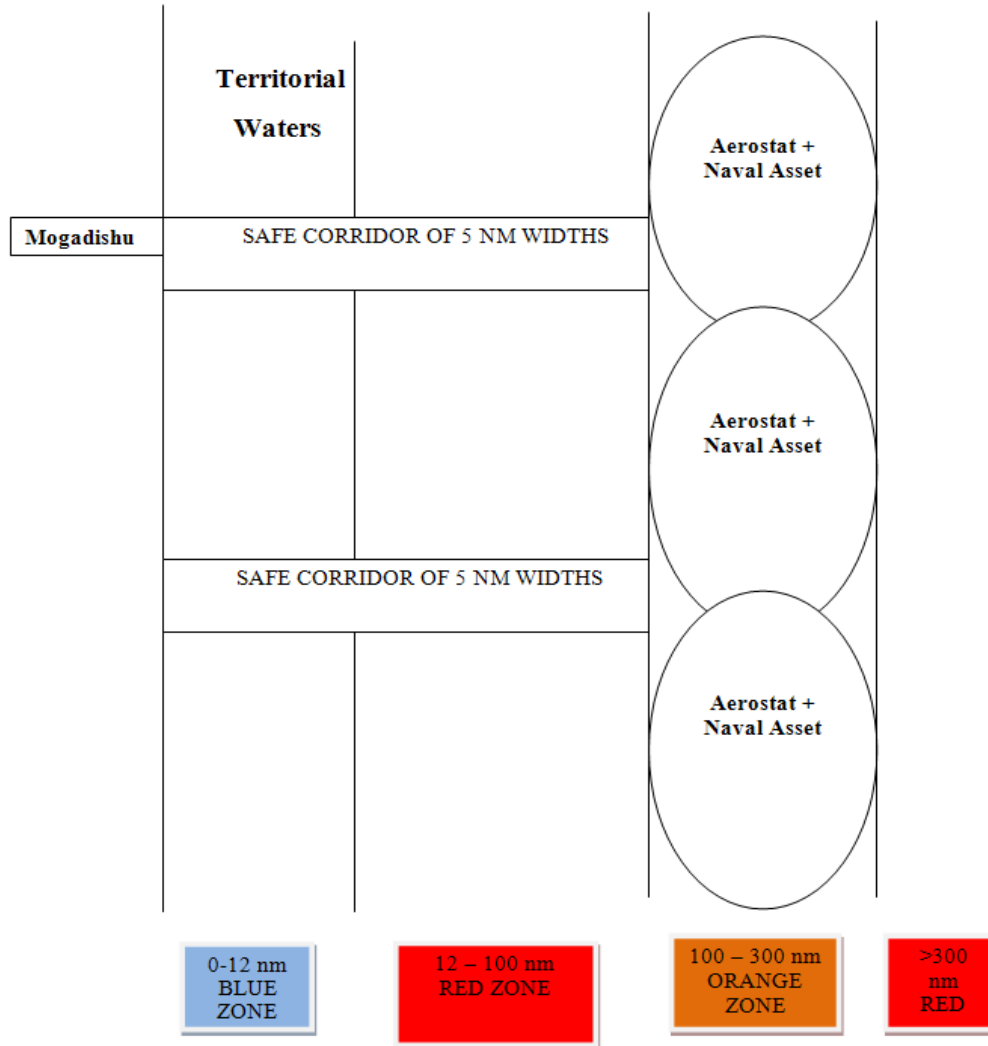 Territorial
Waters
Aerostat +
Naval Asset
Mogadishu
SAFE CORRIDOR OF 5 NM WIDTHS
Aerostat +
Naval Asset
SAFE CORRIDOR OF 5 NM WIDTHS
Aerostat +
Naval Asset
0-12 nm
BLUE
ZONE
12 – 100 nm
RED ZONE
100 – 300 nm
ORANGE
ZONE
>300
nm
RED